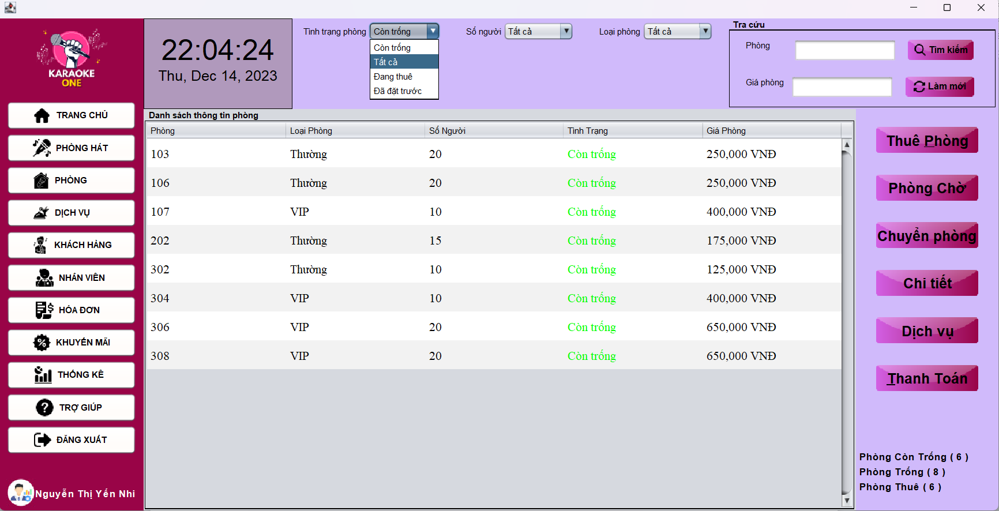 KARAOKE
ONE
22:04:24
Thu, Dec 14, 2023
Tình trạng phòng
Còn trống
Còn trống
Tất cả
Đang thuê
Đã đặt trước
Số người
Tất cả
Loại phòng
Tất cả
Tra cứu
Phòng
Tìm kiếm
Giá phòng
Làm mới
TRANG CHỦ
PHÒNG HÁT
PHÒNG
DỊCH VỤ
KHÁCH HÀNG
NHÂN VIÊN
HÓA ĐƠN
KHUYẾN MÃI
THỐNG KÊ
TRỢ GIÚP
ĐĂNG XUẤT
Nguyễn Thị Yến Nhi
Danh sách thông tin phòng
Phòng Loại Phòng Số Người Tình Trạng Giá Phòng
103 Thường 20 Còn trống 250,000 VNĐ
106 Thường 20 Còn trống 250,000 VNĐ
107 VIP 10 Còn trống 400,000 VNĐ
202 Thường 15 Còn trống 175,000 VNĐ
302 Thường 10 Còn trống 125,000 VNĐ
304 VIP 10 Còn trống 400,000 VNĐ
306 VIP 20 Còn trống 650,000 VNĐ
308 VIP 20 Còn trống 650,000 VNĐ
Thuê Phòng
Phòng Chờ
Chuyển phòng
Chi tiết
Dịch vụ
Thanh Toán
Phòng Còn Trống ( 6 )
Phòng Trống ( 8 )
Phòng Thuê ( 6 )